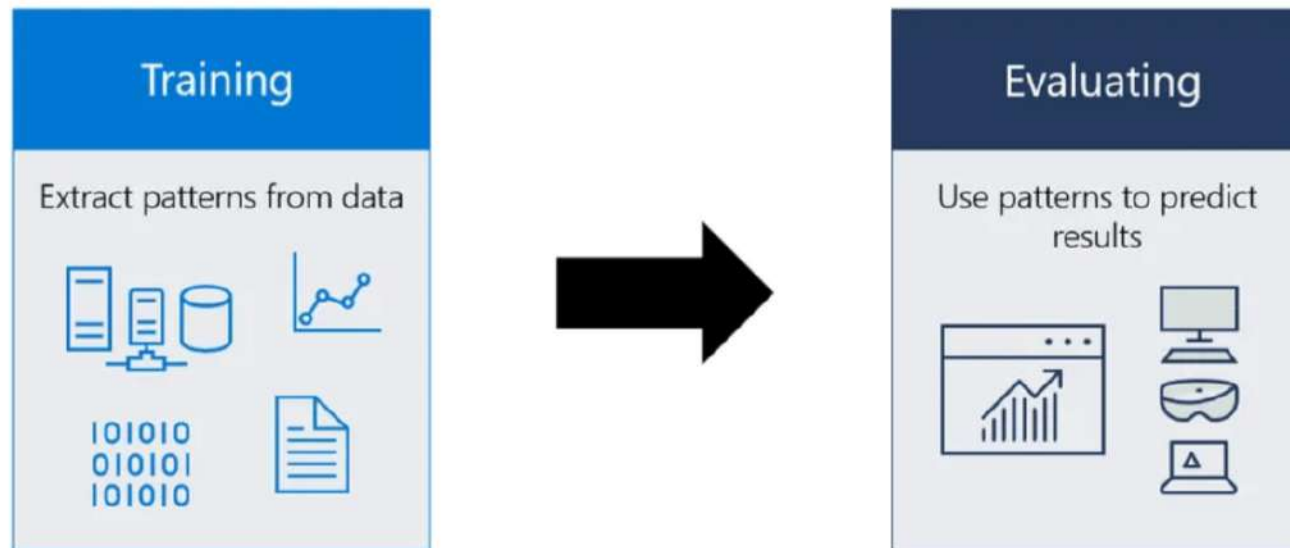 Training
Extract patterns from data
101010
010101
101010
Evaluating
Use patterns to predict
results